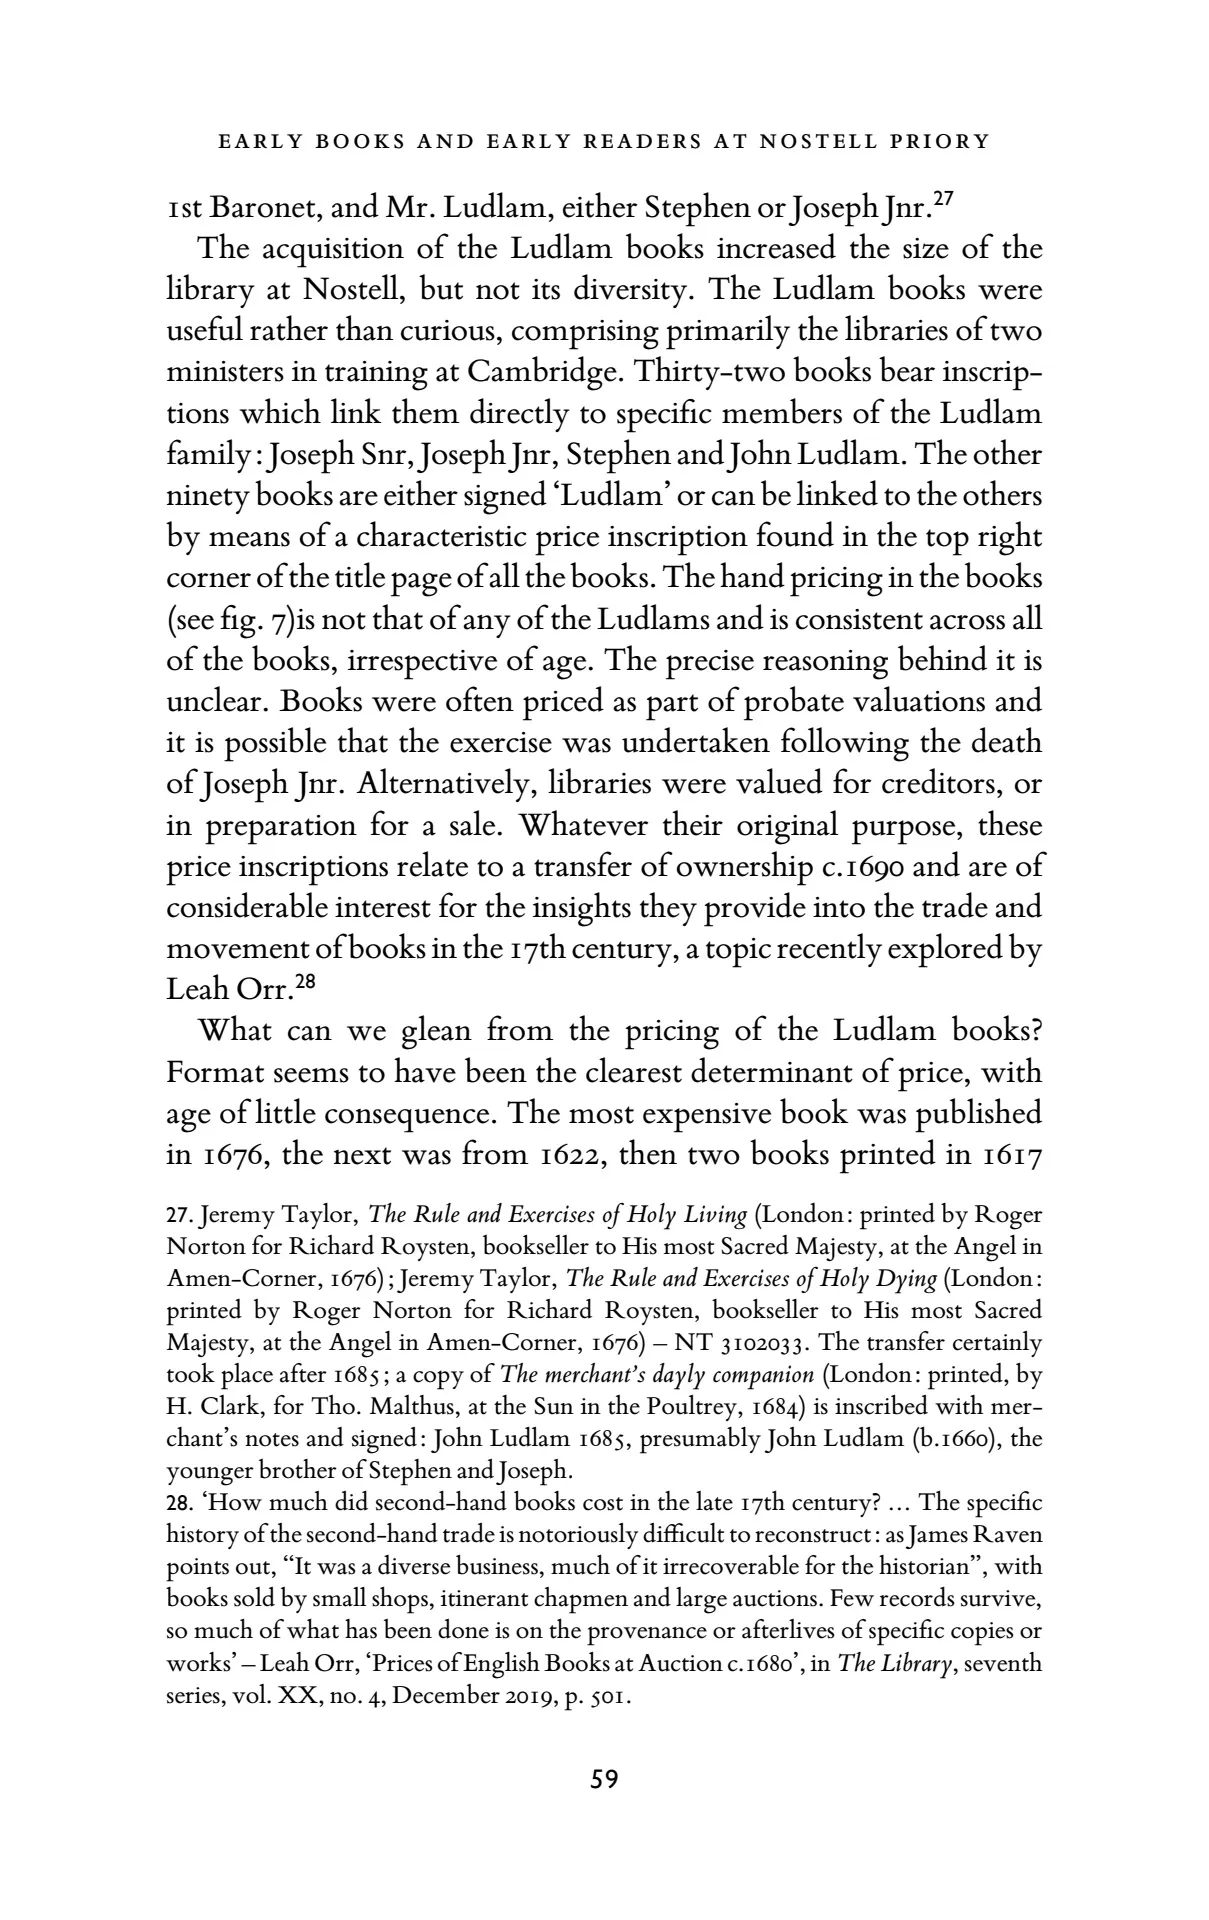 EARLY BOOKS AND EARLY READERS AT NOSTELL PRIORY
1st Baronet, and Mr. Ludlam, either Stephen or Joseph Jnr.27
The acquisition of the Ludlam books increased the size of the
library at Nostell, but not its diversity. The Ludlam books were
useful rather than curious, comprising primarily the libraries of two
ministers in training at Cambridge. Thirty-two books bear inscrip-
tions which link them directly to specific members of the Ludlam
family: Joseph Snr, Joseph Jnr, Stephen and John Ludlam. The other
ninety books are either signed ‘Ludlam’ or can be linked to the others
by means of a characteristic price inscription found in the top right
corner of the title page of all the books. The hand pricing in the books
(see fig. 7)is not that of any of the Ludlams and is consistent across all
of the books, irrespective of age. The precise reasoning behind it is
unclear. Books were often priced as part of probate valuations and
it is possible that the exercise was undertaken following the death
of Joseph Jnr. Alternatively, libraries were valued for creditors, or
in preparation for a sale. Whatever their original purpose, these
price inscriptions relate to a transfer of ownership c.1690 and are of
considerable interest for the insights they provide into the trade and
movement of books in the 17th century, a topic recently explored by
Leah Orr.28
What can we glean from the pricing of the Ludlam books?
Format seems to have been the clearest determinant of price, with
age of little consequence. The most expensive book was published
in 1676, the next was from 1622, then two books printed in 1617
27. Jeremy Taylor, The Rule and Exercises of Holy Living (London: printed by Roger
Norton for Richard Roysten, bookseller to His most Sacred Majesty, at the Angel in
Amen-Corner, 1676); Jeremy Taylor, The Rule and Exercises of Holy Dying (London:
printed by Roger Norton for Richard Roysten, bookseller to His most Sacred
Majesty, at the Angel in Amen-Corner, 1676) – NT 3102033. The transfer certainly
took place after 1685; a copy of The merchant’s dayly companion (London: printed, by
H. Clark, for Tho. Malthus, at the Sun in the Poultrey, 1684) is inscribed with mer-
chant’s notes and signed: John Ludlam 1685, presumably John Ludlam (b.1660), the
younger brother of Stephen and Joseph.
28. ‘How much did second-hand books cost in the late 17th century? … The specific
history of the second-hand trade is notoriously difficult to reconstruct: as James Raven
points out, “It was a diverse business, much of it irrecoverable for the historian”, with
books sold by small shops, itinerant chapmen and large auctions. Few records survive,
so much of what has been done is on the provenance or afterlives of specific copies or
works’ – Leah Orr, ‘Prices of English Books at Auction c.1680’, in The Library, seventh
series, vol. XX, no. 4, December 2019, p. 501.
59